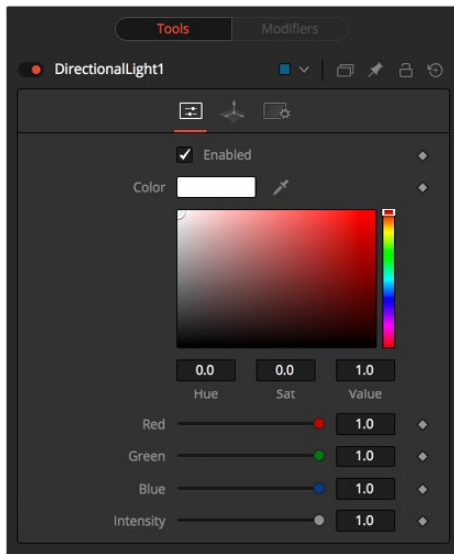 Tools Modifiers
DirectionalLight1
Enabled
Color
0.0 0.0 1.0
Hue Sat Value
Red 1.0
Green 1.0
Blue 1.0
Intensity 1.0